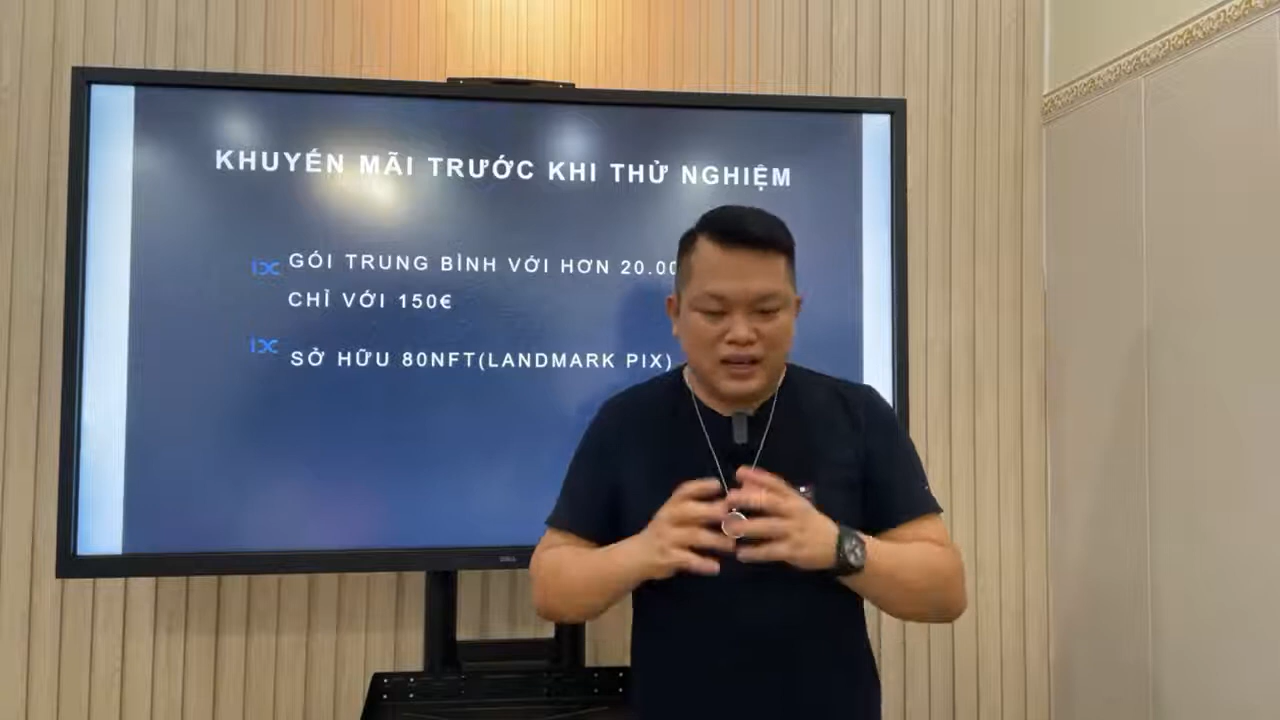 KHUYẾN MÃI TRƯỚC KHI THỬ NGHIỆM
GÓI TRUNG BÌNH VỚI HƠN 20.00
CHỈ VỚI 150€
SỞ HỮU 80NFT(LANDMARK PIX)
DELL